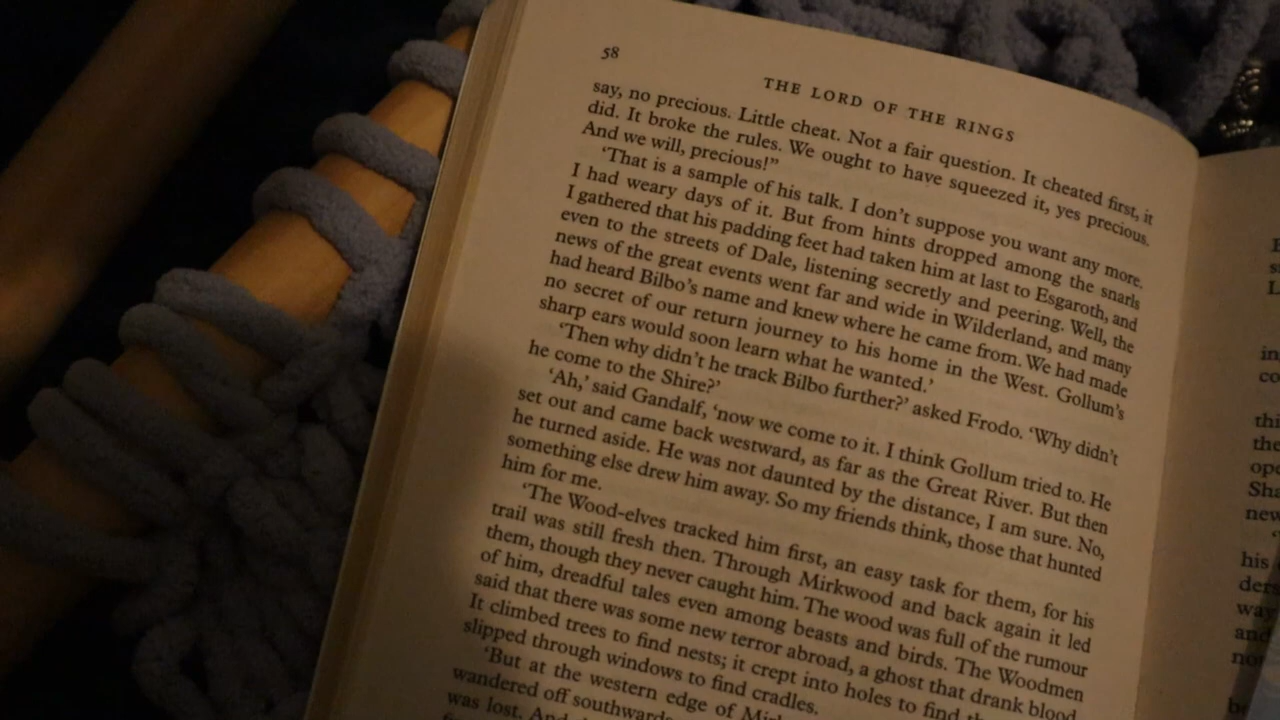 58
THE LORD OF THE RINGS
say, no precious. Little cheat. Not a fair question. It cheated first, it
did. It broke the rules. We ought to have squeezed it, yes precious.
And we will, precious!”
‘That is a sample of his talk. I don’t suppose you want any more.
I had weary days of it. But from hints dropped among the snarls
I gathered that his padding feet had taken him at last to Esgaroth, and
even to the streets of Dale, listening secretly and peering. Well, the
news of the great events went far and wide in Wilderland, and many
had heard Bilbo’s name and knew where he came from. We had made
no secret of our return journey to his home in the West. Gollum’s
sharp ears would soon learn what he wanted.’
‘Then why didn’t he track Bilbo further?’ asked Frodo. ‘Why didn’t
he come to the Shire?’
‘Ah,’ said Gandalf, ‘now we come to it. I think Gollum tried to. He
set out and came back westward, as far as the Great River. But then
he turned aside. He was not daunted by the distance, I am sure. No,
something else drew him away. So my friends think, those that hunted
him for me.
‘The Wood-elves tracked him first, an easy task for them, for his
trail was still fresh then. Through Mirkwood and back again it led
them, though they never caught him. The wood was full of the rumour
of him, dreadful tales even among beasts and birds. The Woodmen
said that there was some new terror abroad, a ghost that drank blood.
It climbed trees to find nests; it crept into holes to find the
slipped through windows to find cradles.
‘But at the western edge of
wandered off southwards
was lost. And